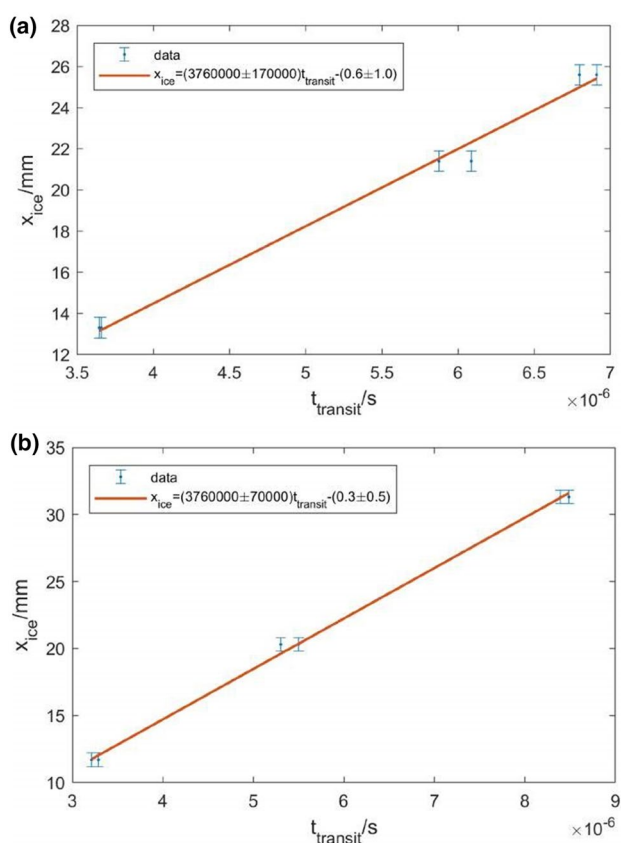 (a)
28
26
24
22
20
18
16
14
12
data
x_ice=(3760000±170000)t_transit-(0.6±1.0)
x_ice/mm
3.5 4 4.5 5 5.5 6 6.5 7
t_transit/s
×10^-6
(b)
35
30
25
20
15
10
data
x_ice=(3760000±70000)t_transit-(0.3±0.5)
x_ice/mm
3 4 5 6 7 8 9
t_transit/s
×10^-6